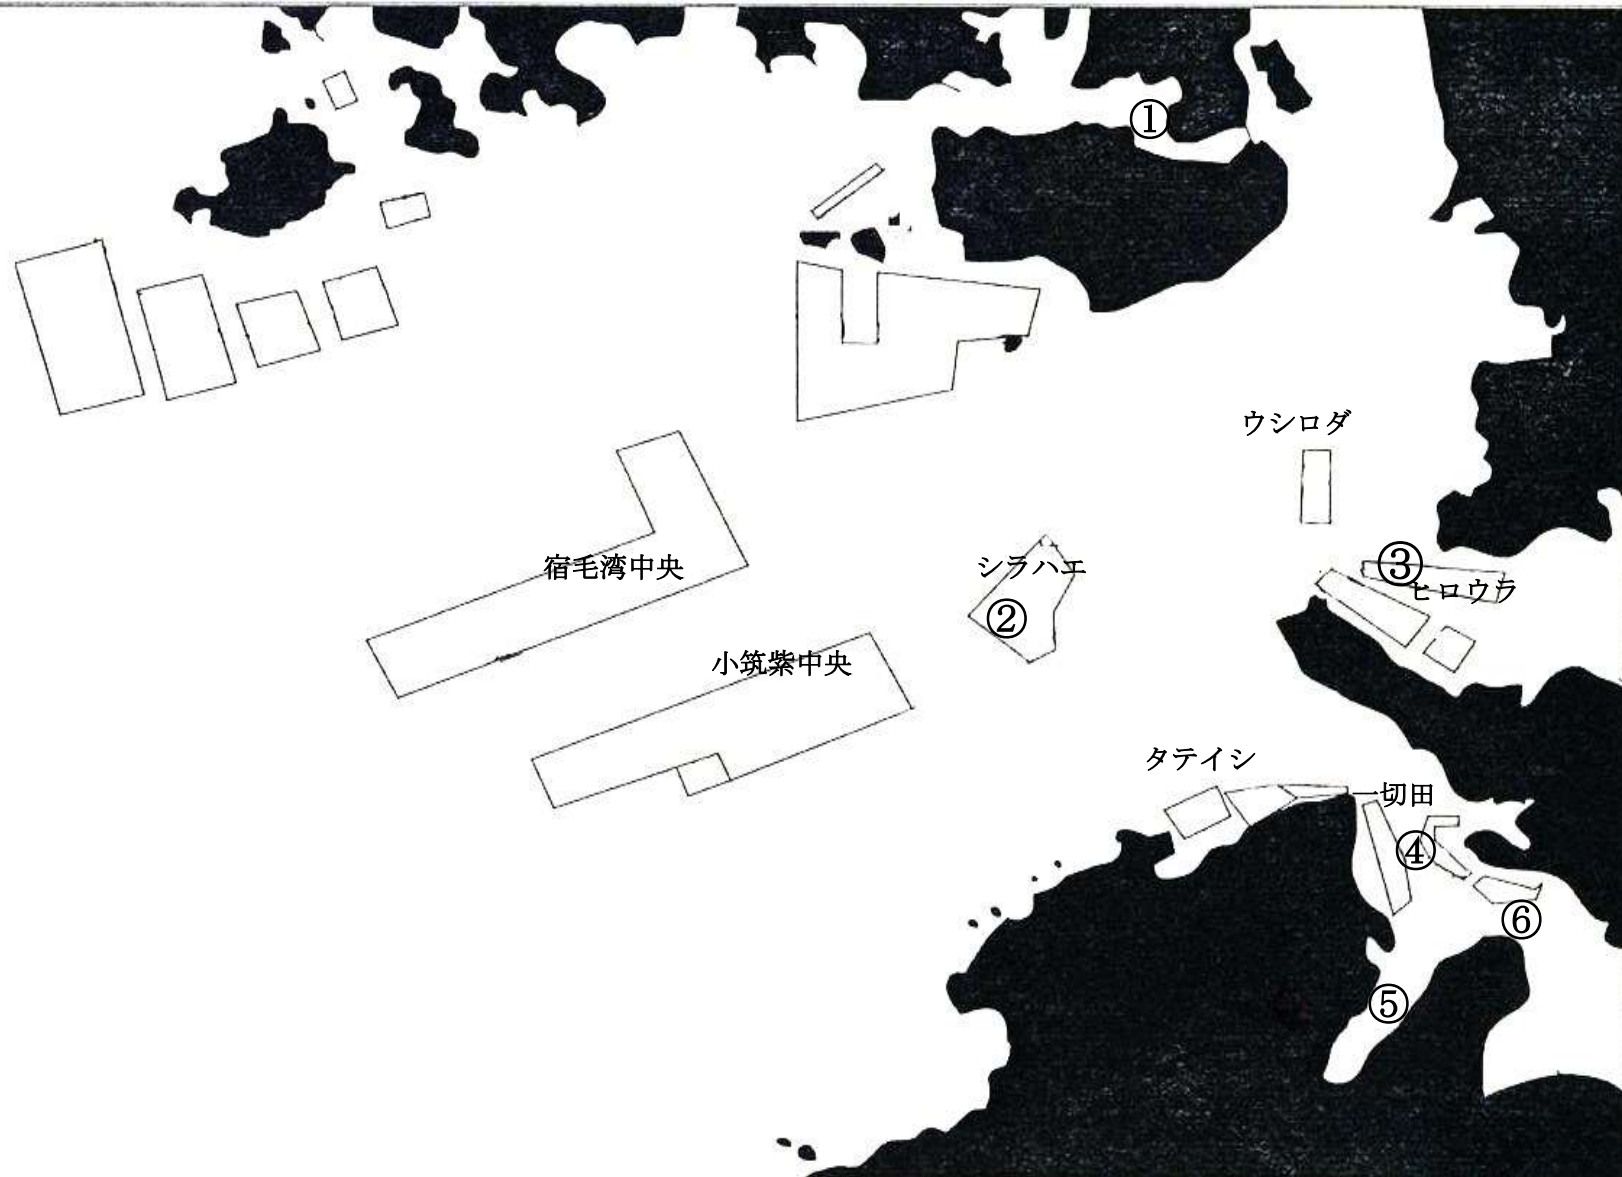 ①
ウシロダ
宿毛湾中央
シラハエ
②
③
ヒロウラ
小筑紫中央
タテイシ
一切田
④
⑥
⑤